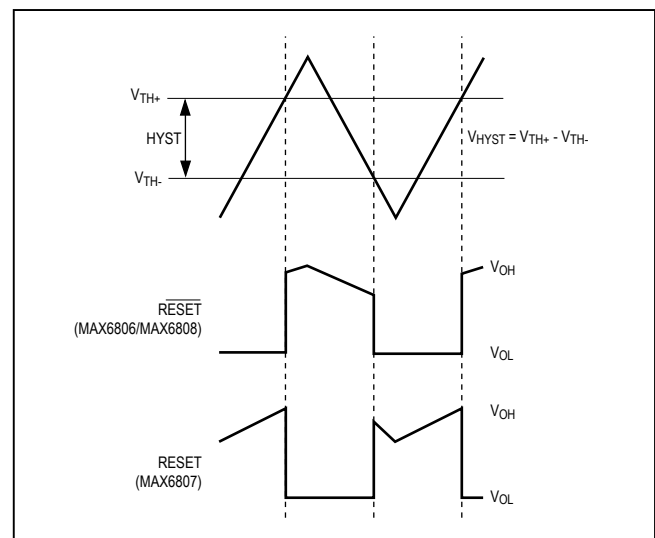 VTH+
HYST
VHYST = VTH+ - VTH-
VTH-
VOH
RESET
(MAX6806/MAX6808)
VOL
VOH
RESET
(MAX6807)
VOL